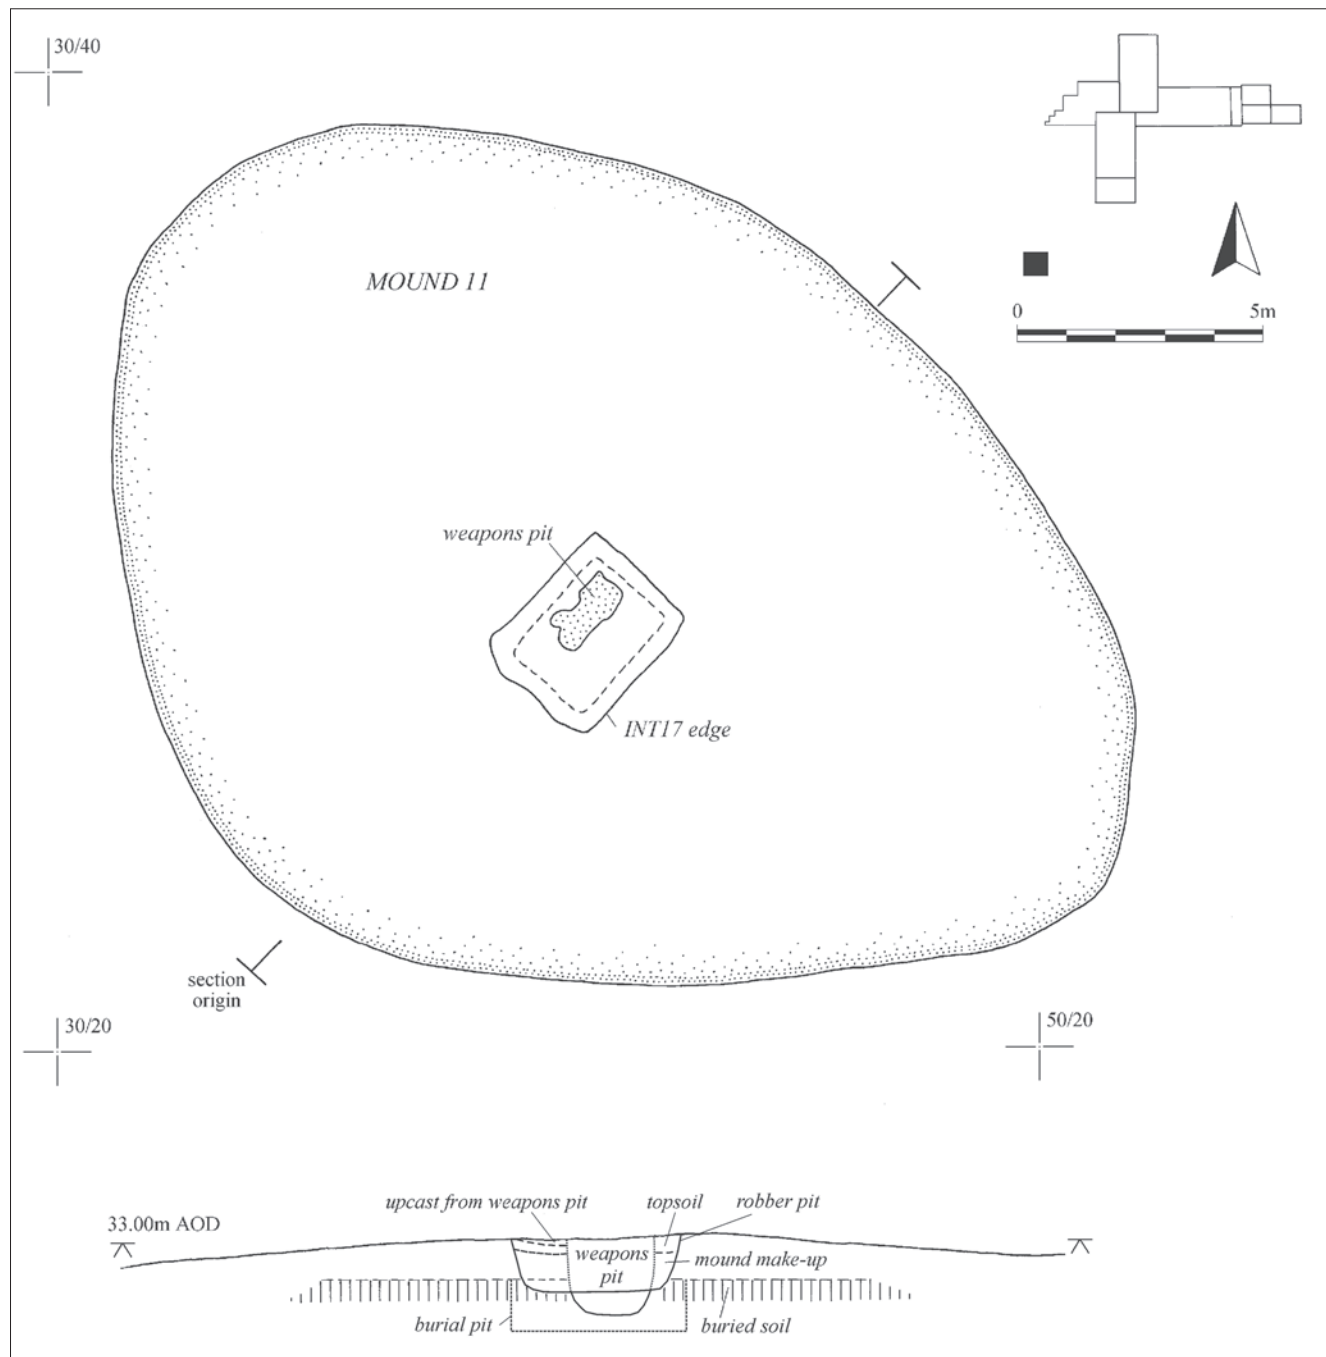 30/40
MOUND 11
0 5m
weapons pit
INT17 edge
section
origin
30/20
50/20
upcast from weapons pit
topsoil
robber pit
33.00m AOD
weapons
pit
mound make-up
burial pit
buried soil